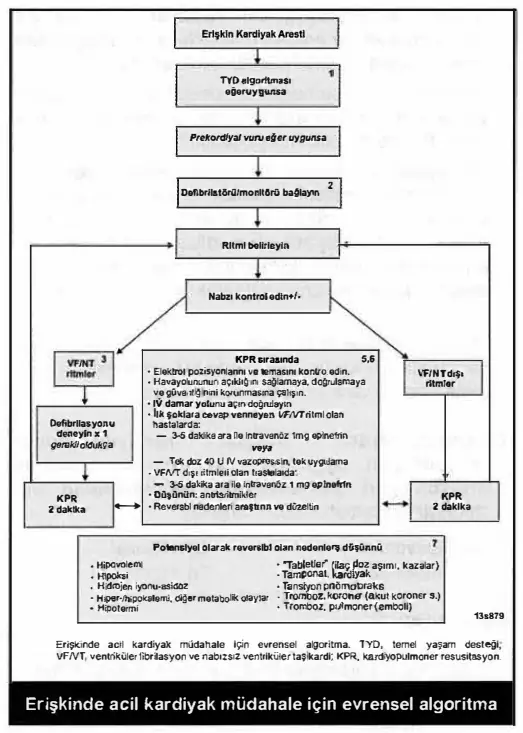 Erişkin Kardiyak Aresti
TYD algoritması 1
eğer uygunsa
Prekordiyal vuru eğer uygunsa
Defibrilatörü/monitörü bağlayın 2
Ritmi belirleyin
Nabzı kontrol edin+/-
VF/NT 3
ritmler
VF/NT dışı
ritmler
Defibrilasyonu
deneyin x 1
gerekli oldukça
KPR
2 dakika
KPR sırasında 5,6
· Elektrot pozisyonlarını ve temasını kontro edin.
· Havayolununun açıklığını sağlamaya, doğrulamaya
ve güvenliğinini korunmasına çalışın.
· IV damar yolunu açın doğrulayın
· İlk şoklara cevap vermeyen VF/VT ritmi olan
hastalarda:
— 3-5 dakika ara ile intravenöz 1mg epinefrin
veya
— Tek doz 40 U IV vazopressin, tek uygulama
· VF/VT dışı ritmleri olan hastalarda:
— 3-5 dakika ara ile intravenöz 1 mg epinefrin
· Düşünün: antiaritmikler
· Reversabl nedenleri araştırın ve düzeltin
KPR
2 dakika
Potansiyel olarak reversibl olan nedenleri düşünnü 7
· Hipovolemi
· Hipoksi
· Hidrojen iyonu-asidoz
· Hiper-/hipokalemi, diğer metabolik olaylar
· Hipotermi
· "Tabletler" (ilaç doz aşımı, kazalar)
· Tamponat, kardiyak
· Tansiyon pnömotoraks
· Tromboz, koroner (akut koroner s.)
· Tromboz, pulmoner (emboli)
13s879
Erişkinde acil kardiyak müdahale için evrensel algoritma. TYD, temel yaşam desteği;
VF/VT, ventriküler fibrilasyon ve nabızsız ventriküler taşikardi; KPR, kardiyopulmoner resusitasyon.
Erişkinde acil kardiyak müdahale için evrensel algoritma